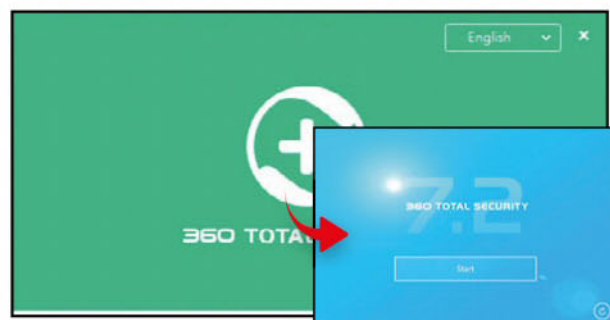 English
360 TOTA
7.2
360 TOTAL SECURITY
Start